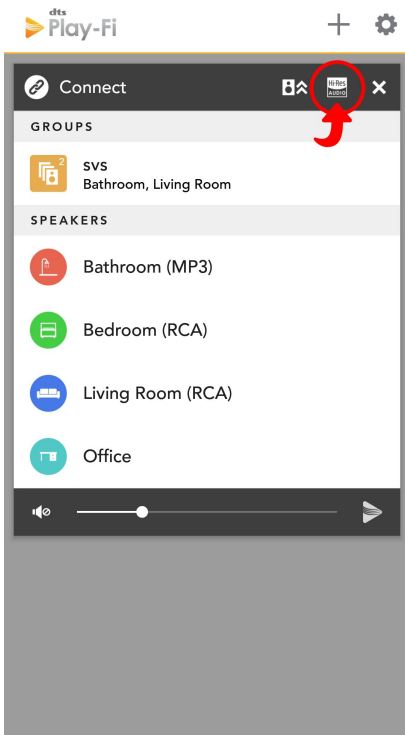 dts
Play-Fi
Connect
Hi-Res
AUDIO
GROUPS
2
svs
Bathroom, Living Room
SPEAKERS
Bathroom (MP3)
Bedroom (RCA)
Living Room (RCA)
Office